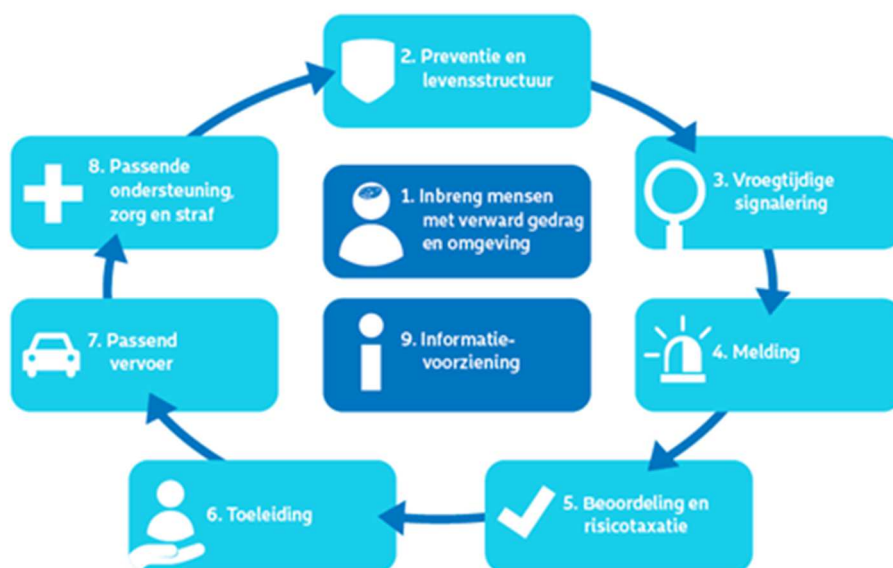 2. Preventie en
levensstructuur
8. Passende
ondersteuning,
zorg en straf
1. Inbreng mensen
met verward gedrag
en omgeving
3. Vroegtijdige
signalering
7. Passend
vervoer
9. Informatie-
voorziening
4. Melding
6. Toeleiding
5. Beoordeling en
risicotaxatie